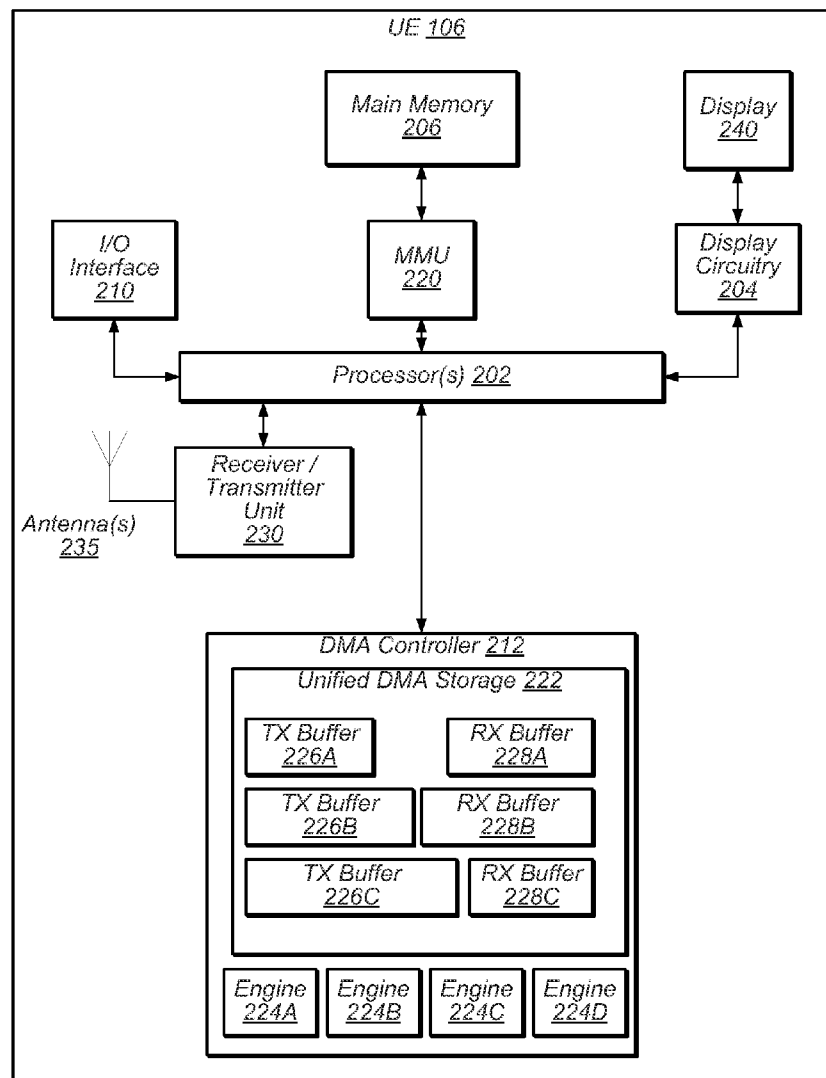 UE 106
Main Memory
206
Display
240
I/O
Interface
210
MMU
220
Display
Circuitry
204
Processor(s) 202
Receiver /
Transmitter
Unit
230
Antenna(s)
235
DMA Controller 212
Unified DMA Storage 222
TX Buffer
226A
RX Buffer
228A
TX Buffer
226B
RX Buffer
228B
TX Buffer
226C
RX Buffer
228C
Engine
224A
Engine
224B
Engine
224C
Engine
224D